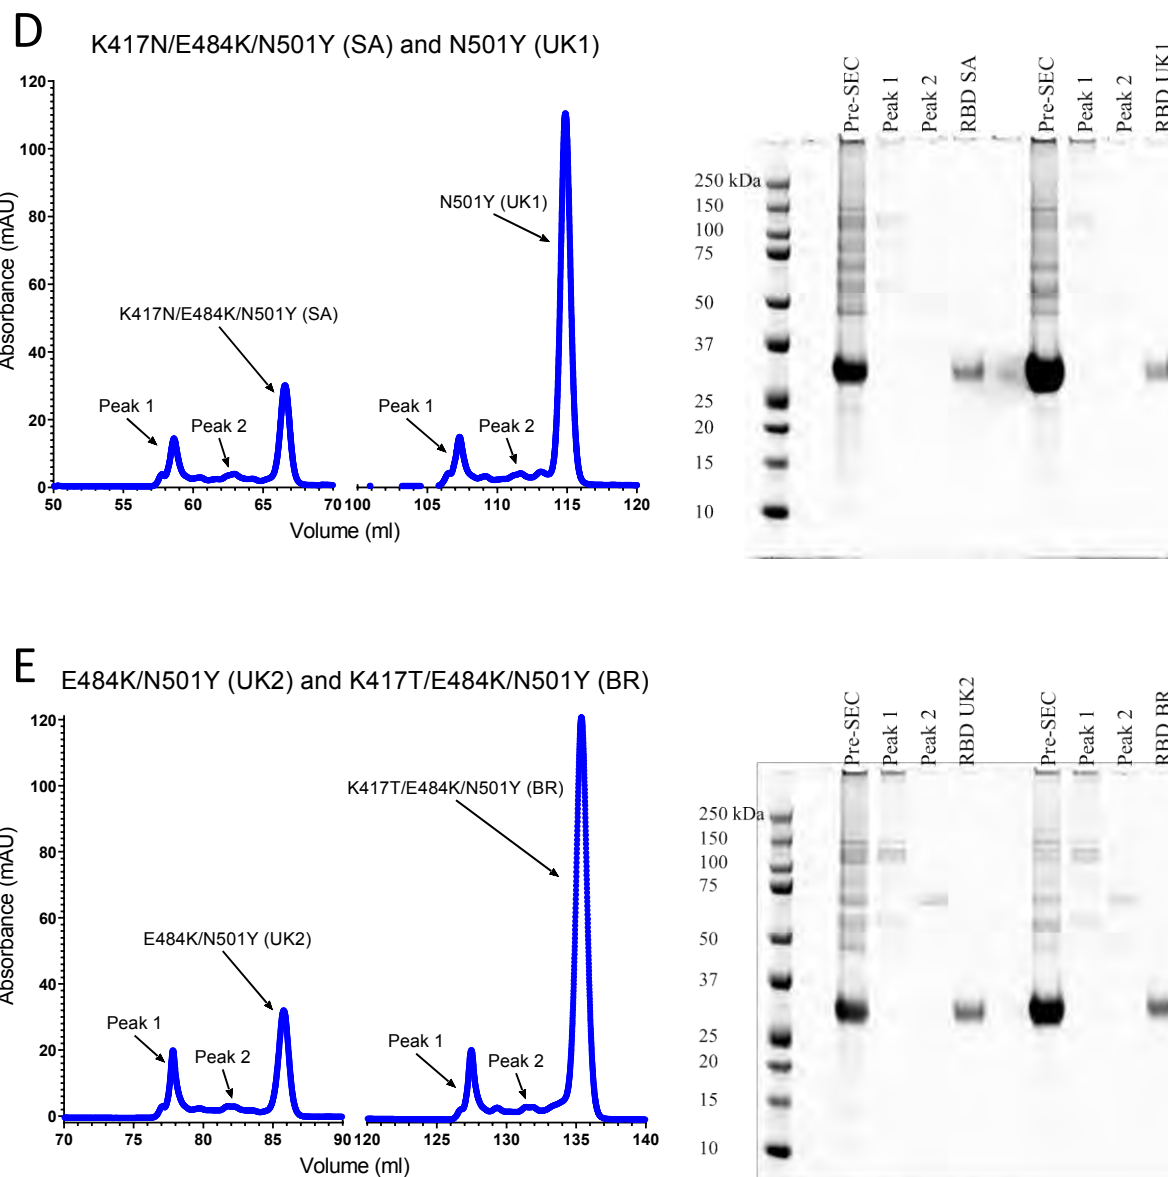 D
K417N/E484K/N501Y (SA) and N501Y (UK1)
120
100
80
60
40
20
0
Absorbance (mAU)
N501Y (UK1)
K417N/E484K/N501Y (SA)
Peak 1
Peak 2
Peak 1
Peak 2
50 55 60 65 70 100 105 110 115 120
Volume (ml)
Pre-SEC
Peak 1
Peak 2
RBD SA
Pre-SEC
Peak 1
Peak 2
RBD UK1
250 kDa
150
100
75
50
37
25
20
15
10
E
E484K/N501Y (UK2) and K417T/E484K/N501Y (BR)
120
100
80
60
40
20
0
Absorbance (mAU)
K417T/E484K/N501Y (BR)
E484K/N501Y (UK2)
Peak 1
Peak 2
Peak 1
Peak 2
70 75 80 85 90 120 125 130 135 140
Volume (ml)
Pre-SEC
Peak 1
Peak 2
RBD UK2
Pre-SEC
Peak 1
Peak 2
RBD BR
250 kDa
150
100
75
50
37
25
20
15
10